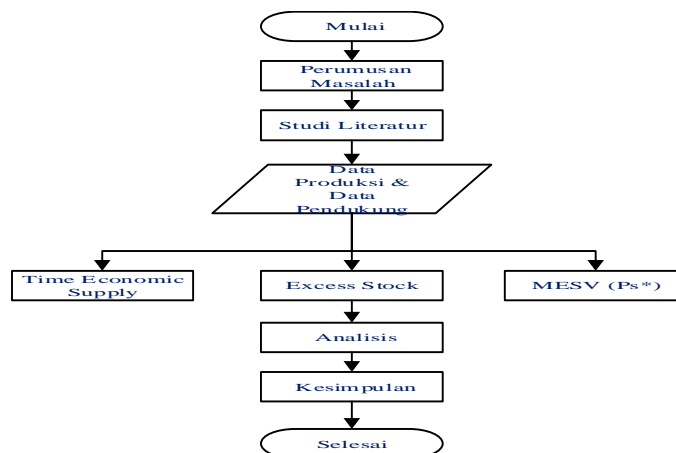 Mulai
Perumusan
Masalah
Studi Literatur
Data
Produksi &
Data
Pendukung
Time Economic
Supply
Excess Stock
MESV (Ps*)
Analisis
Kesimpulan
Selesai